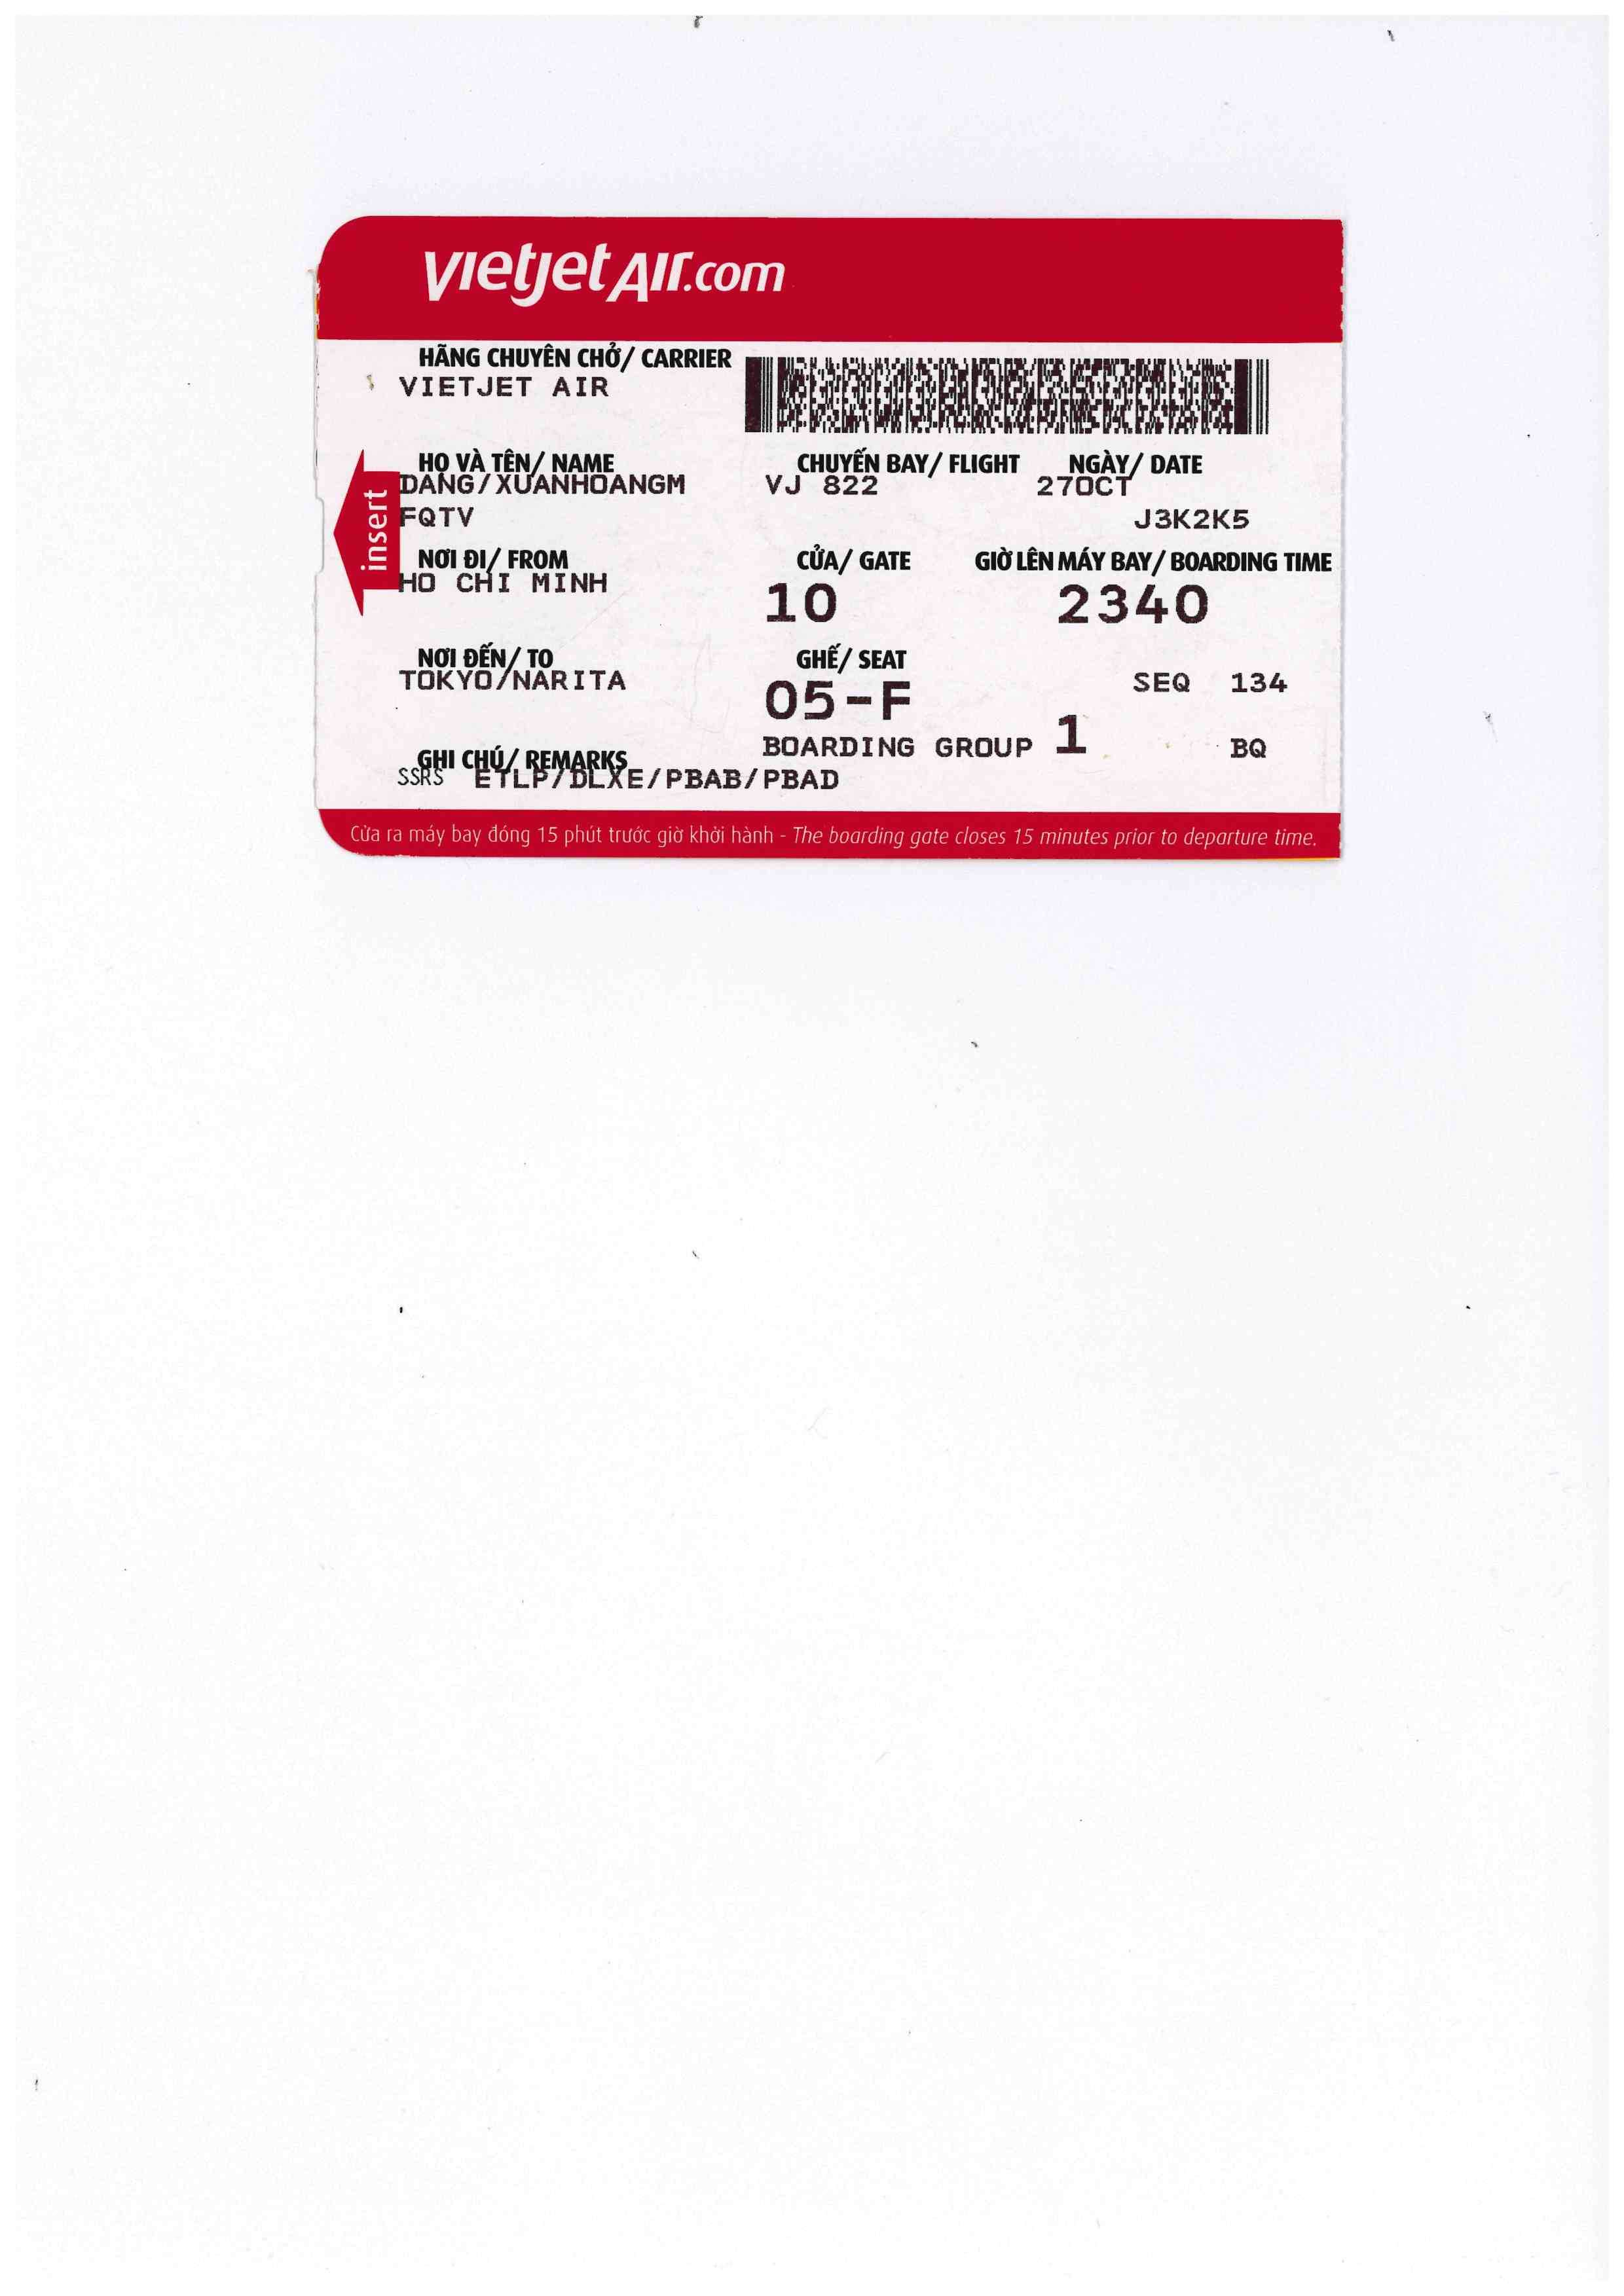 vietjetAir.com
HÃNG CHUYÊN CHỞ/ CARRIER
VIETJET AIR
HỌ VÀ TÊN/ NAME CHUYẾN BAY/ FLIGHT NGÀY/ DATE
DANG/XUANHOANGM VJ 822 27OCT
FQTV J3K2K5
insert
NƠI ĐI/ FROM CỬA/ GATE GIỜ LÊN MÁY BAY/ BOARDING TIME
HO CHI MINH 10 2340
NƠI ĐẾN/ TO GHẾ/ SEAT
TOKYO/NARITA 05-F SEQ 134
BOARDING GROUP 1 BQ
GHI CHÚ/ REMARKS
SSRS ETLP/DLXE/PBAB/PBAD
Cửa ra máy bay đóng 15 phút trước giờ khởi hành - The boarding gate closes 15 minutes prior to departure time.